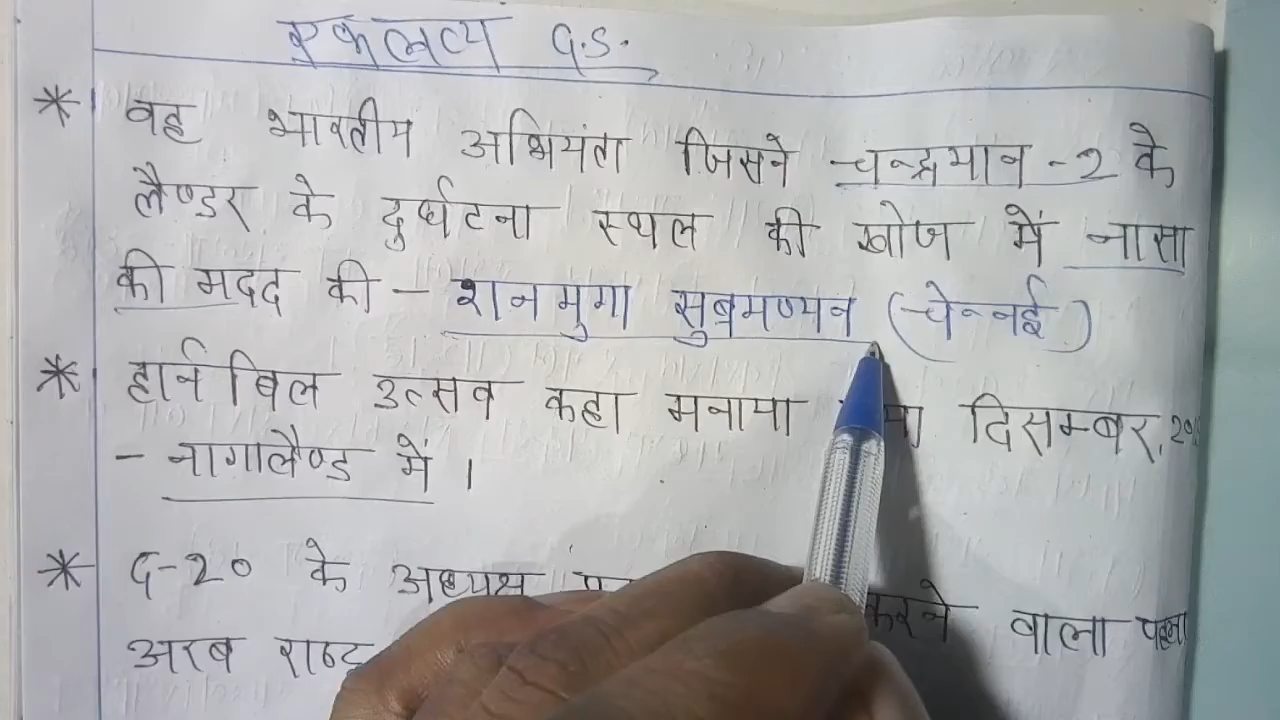 एकलव्य G.S.
* वह भारतीय अभियंता जिसने चन्द्रयान-2 के
लैण्डर के दुर्घटना स्थल की खोज में नासा
की मदद की - शनमुगा सुब्रमण्यन (चेन्नई)
* हार्नबिल उत्सव कहा मनाया दिसम्बर,
- नागालैण्ड में।
* G-20 के अध्यक्ष करने वाला पहला
अरब राष्ट्र